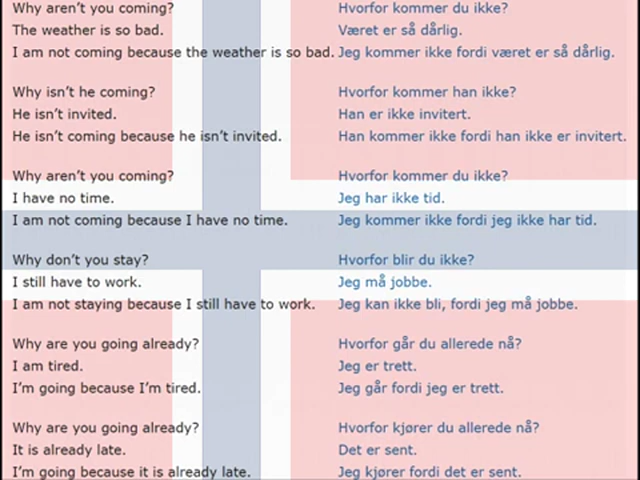 Why aren't you coming? Hvorfor kommer du ikke?
The weather is so bad. Været er så dårlig.
I am not coming because the weather is so bad. Jeg kommer ikke fordi været er så dårlig.
Why isn't he coming? Hvorfor kommer han ikke?
He isn't invited. Han er ikke invitert.
He isn't coming because he isn't invited. Han kommer ikke fordi han ikke er invitert.
Why aren't you coming? Hvorfor kommer du ikke?
I have no time. Jeg har ikke tid.
I am not coming because I have no time. Jeg kommer ikke fordi jeg ikke har tid.
Why don't you stay? Hvorfor blir du ikke?
I still have to work. Jeg må jobbe.
I am not staying because I still have to work. Jeg kan ikke bli, fordi jeg må jobbe.
Why are you going already? Hvorfor går du allerede nå?
I am tired. Jeg er trett.
I'm going because I'm tired. Jeg går fordi jeg er trett.
Why are you going already? Hvorfor kjører du allerede nå?
It is already late. Det er sent.
I'm going because it is already late. Jeg kjører fordi det er sent.